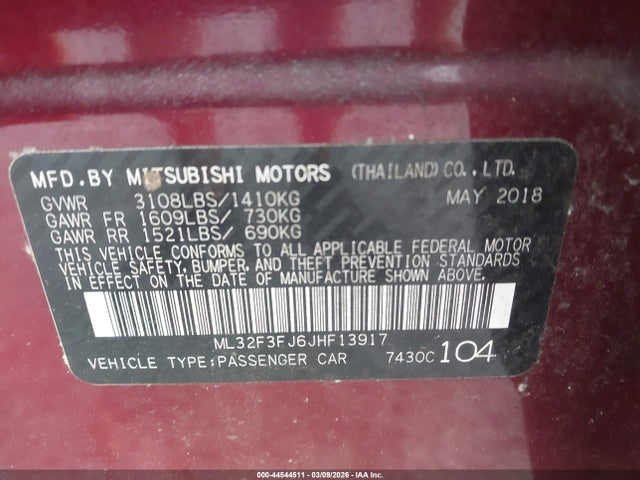 MFD.BY MITSUBISHI MOTORS (THAILAND) CO.,LTD.
GVWR 3108LBS/1410KG MAY 2018
GAWR FR 1609LBS/ 730KG
GAWR RR 1521LBS/ 690KG
THIS VEHICLE CONFORMS TO ALL APPLICABLE FEDERAL MOTOR
VEHICLE SAFETY, BUMPER, AND THEFT PREVENTION STANDARDS
IN EFFECT ON THE DATE OF MANUFACTURE SHOWN ABOVE.
ML32F3FJ6JHF13917
VEHICLE TYPE:PASSENGER CAR 7430C 104
000-44544511 | 03/09/2026 | IAA Inc.